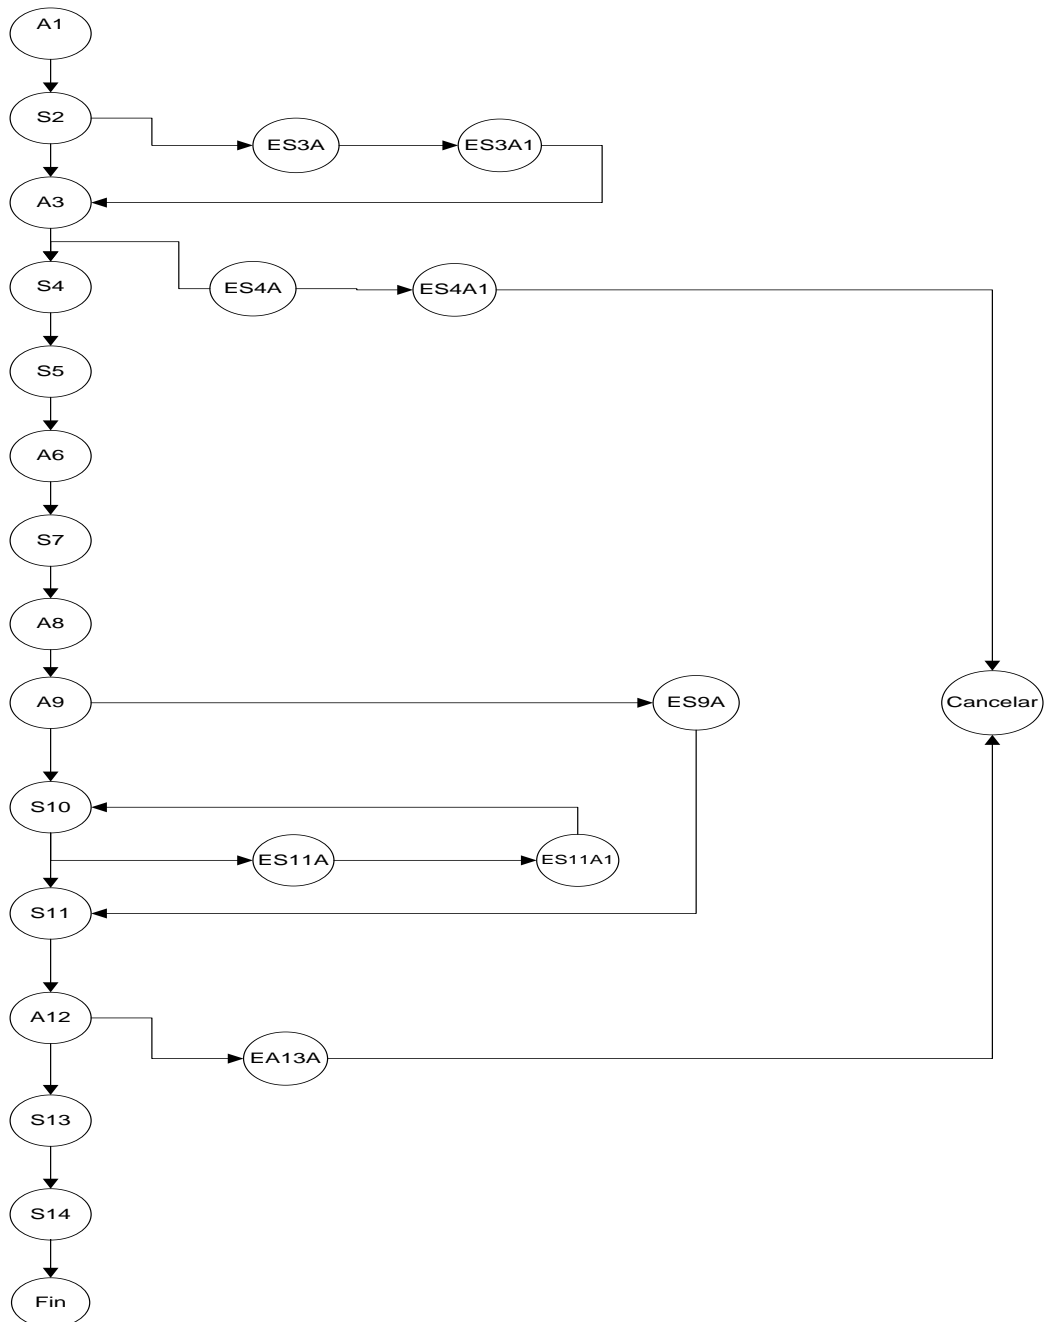 A1
S2
ES3A
ES3A1
A3
S4
ES4A
ES4A1
S5
A6
S7
A8
A9
ES9A
Cancelar
S10
ES11A
ES11A1
S11
A12
EA13A
S13
S14
Fin